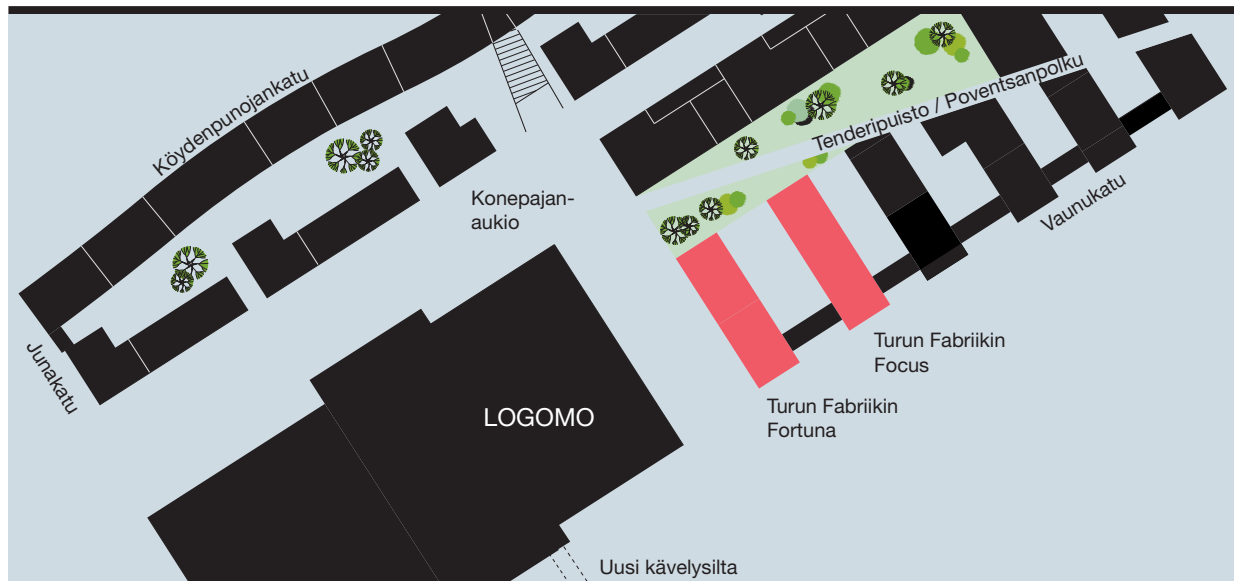 Köydenpunojankatu
Tenderipuisto / Poventsanpolku
Konepajan-
aukio
Vaunukatu
Junakatu
Turun Fabriikin
Focus
LOGOMO
Turun Fabriikin
Fortuna
Uusi kävelysilta